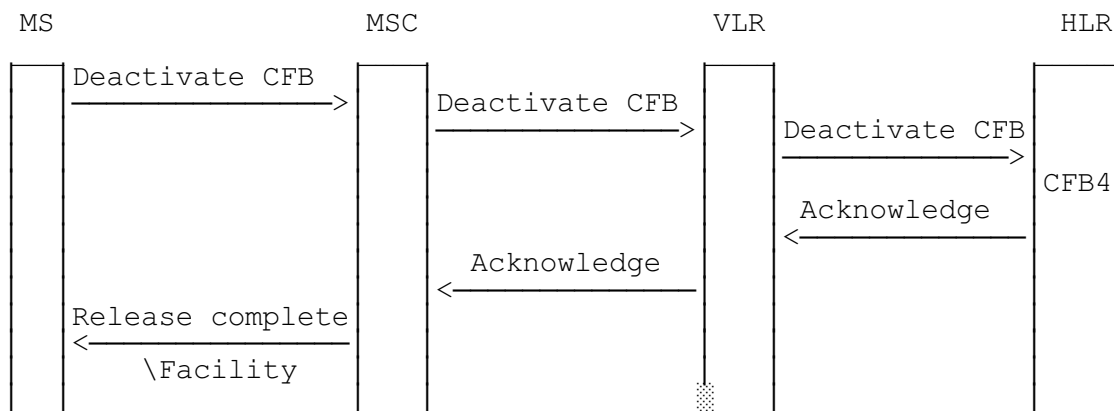 MS MSC VLR HLR
Deactivate CFB
Deactivate CFB
Deactivate CFB
CFB4
Acknowledge
Acknowledge
Release complete
\Facility